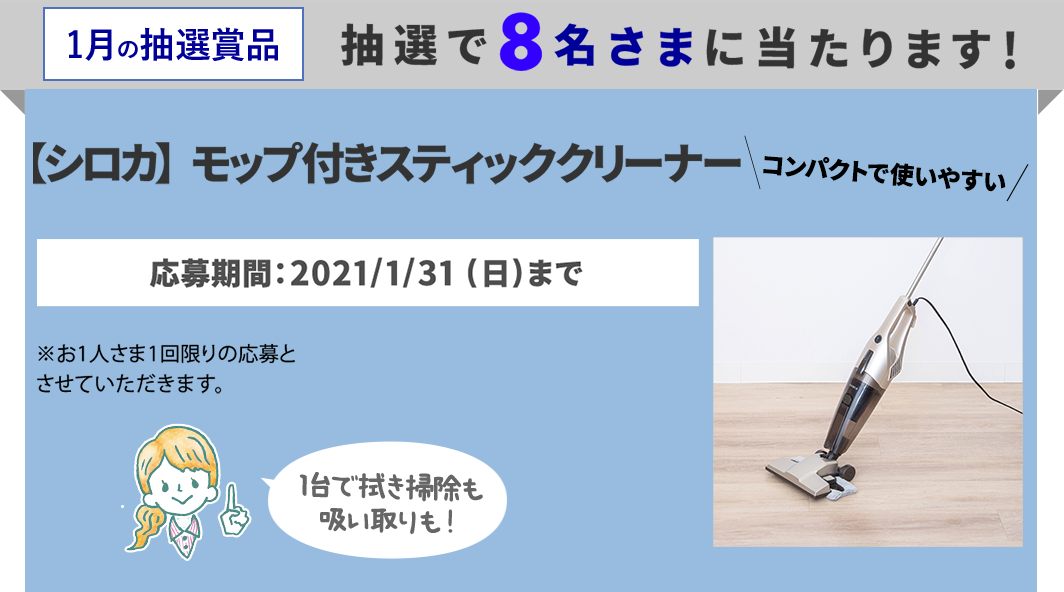 1月の抽選賞品
抽選で8名さまに当たります!
【シロカ】モップ付きスティッククリーナー
コンパクトで使いやすい
応募期間:2021/1/31(日)まで
※お1人さま1回限りの応募と
させていただきます。
1台で拭き掃除も
吸い取りも!